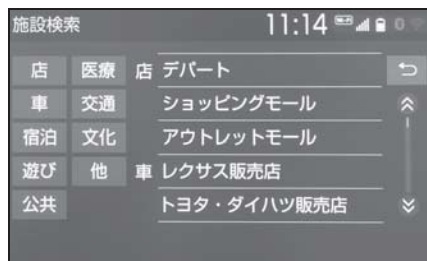 施設検索 11:14
店 医療 店 デパート
車 交通 ショッピングモール
宿泊 文化 アウトレットモール
遊び 他 車 レクサス販売店
公共 トヨタ・ダイハツ販売店